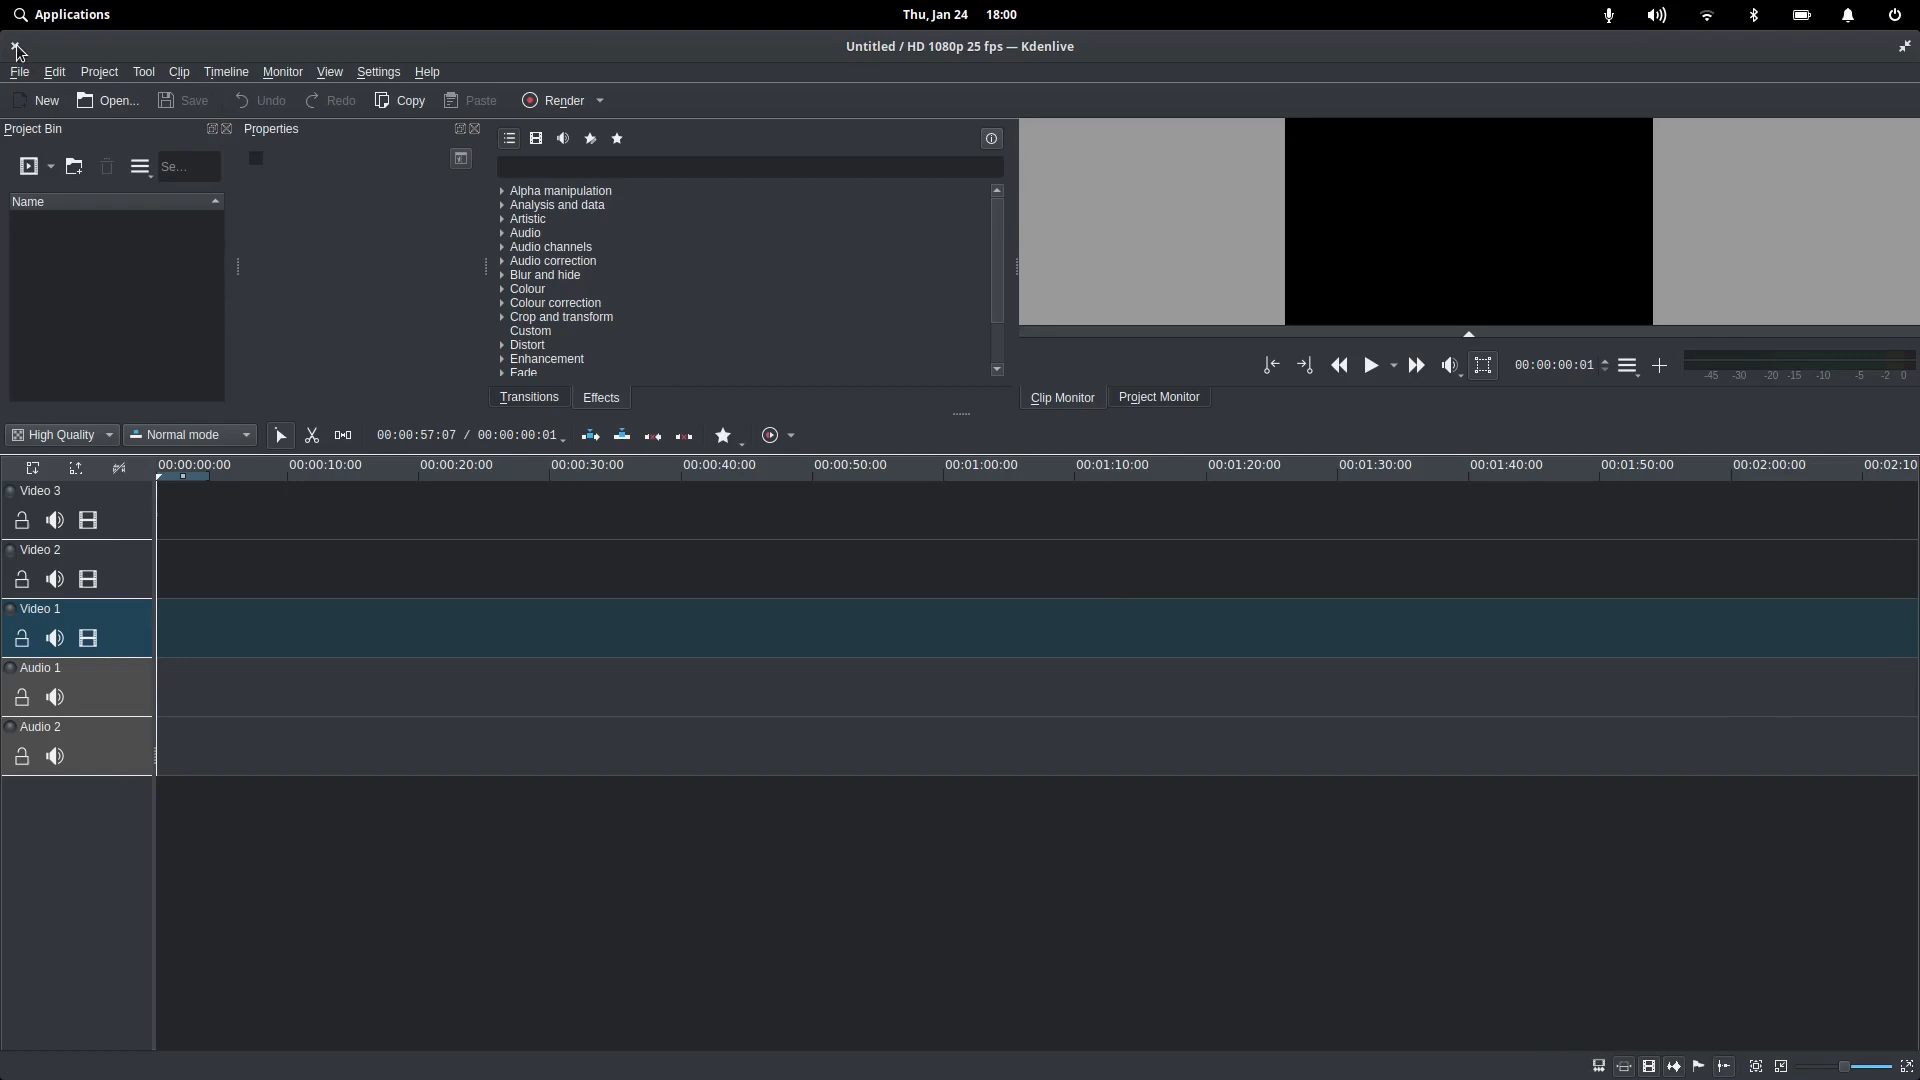 Applications
Thu, Jan 24 18:00
Untitled / HD 1080p 25 fps — Kdenlive
File Edit Project Tool Clip Timeline Monitor View Settings Help
New Open... Save Undo Redo Copy Paste Render
Project Bin
Properties
Se...
Name
Alpha manipulation
Analysis and data
Artistic
Audio
Audio channels
Audio correction
Blur and hide
Colour
Colour correction
Crop and transform
Custom
Distort
Enhancement
Fade
Transitions Effects
00:00:00:01
-45 -30 -20 -15 -10 -5 -2 0
Clip Monitor Project Monitor
High Quality Normal mode 00:00:57:07 / 00:00:00:01
00:00:00:00 00:00:10:00 00:00:20:00 00:00:30:00 00:00:40:00 00:00:50:00 00:01:00:00 00:01:10:00 00:01:20:00 00:01:30:00 00:01:40:00 00:01:50:00 00:02:00:00 00:02:10
Video 3
Video 2
Video 1
Audio 1
Audio 2